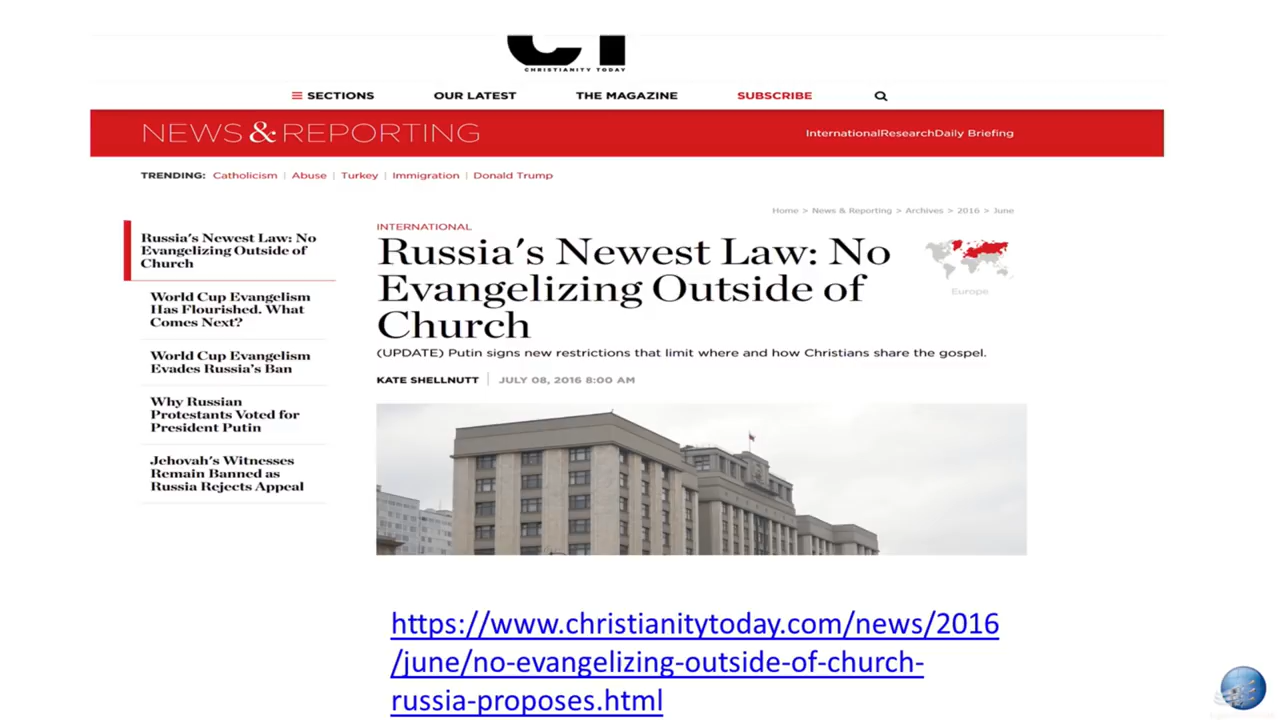 CT
CHRISTIANITY TODAY
SECTIONS OUR LATEST THE MAGAZINE SUBSCRIBE
NEWS & REPORTING
InternationalResearchDaily Briefing
TRENDING: Catholicism | Abuse | Turkey | Immigration | Donald Trump
Home > News & Reporting > Archives > 2016 > June
Russia's Newest Law: No
Evangelizing Outside of
Church
World Cup Evangelism
Has Flourished. What
Comes Next?
World Cup Evangelism
Evades Russia's Ban
Why Russian
Protestants Voted for
President Putin
Jehovah's Witnesses
Remain Banned as
Russia Rejects Appeal
INTERNATIONAL
Russia's Newest Law: No
Evangelizing Outside of
Church
Europe
(UPDATE) Putin signs new restrictions that limit where and how Christians share the gospel.
KATE SHELLNUTT | JULY 08, 2016 8:00 AM
https://www.christianitytoday.com/news/2016
/june/no-evangelizing-outside-of-church-
russia-proposes.html